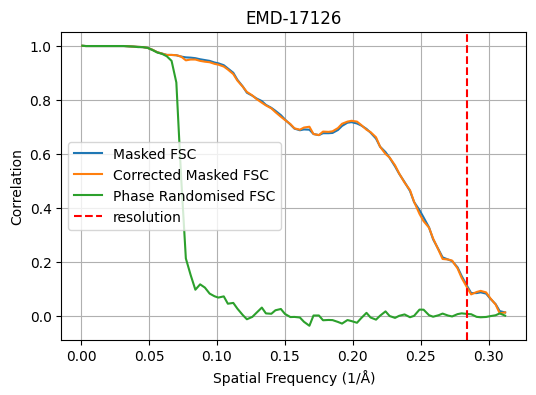 EMD-17126
1.0
0.8
0.6
0.4
0.2
0.0
Correlation
Masked FSC
Corrected Masked FSC
Phase Randomised FSC
resolution
0.00 0.05 0.10 0.15 0.20 0.25 0.30
Spatial Frequency (1/Å)